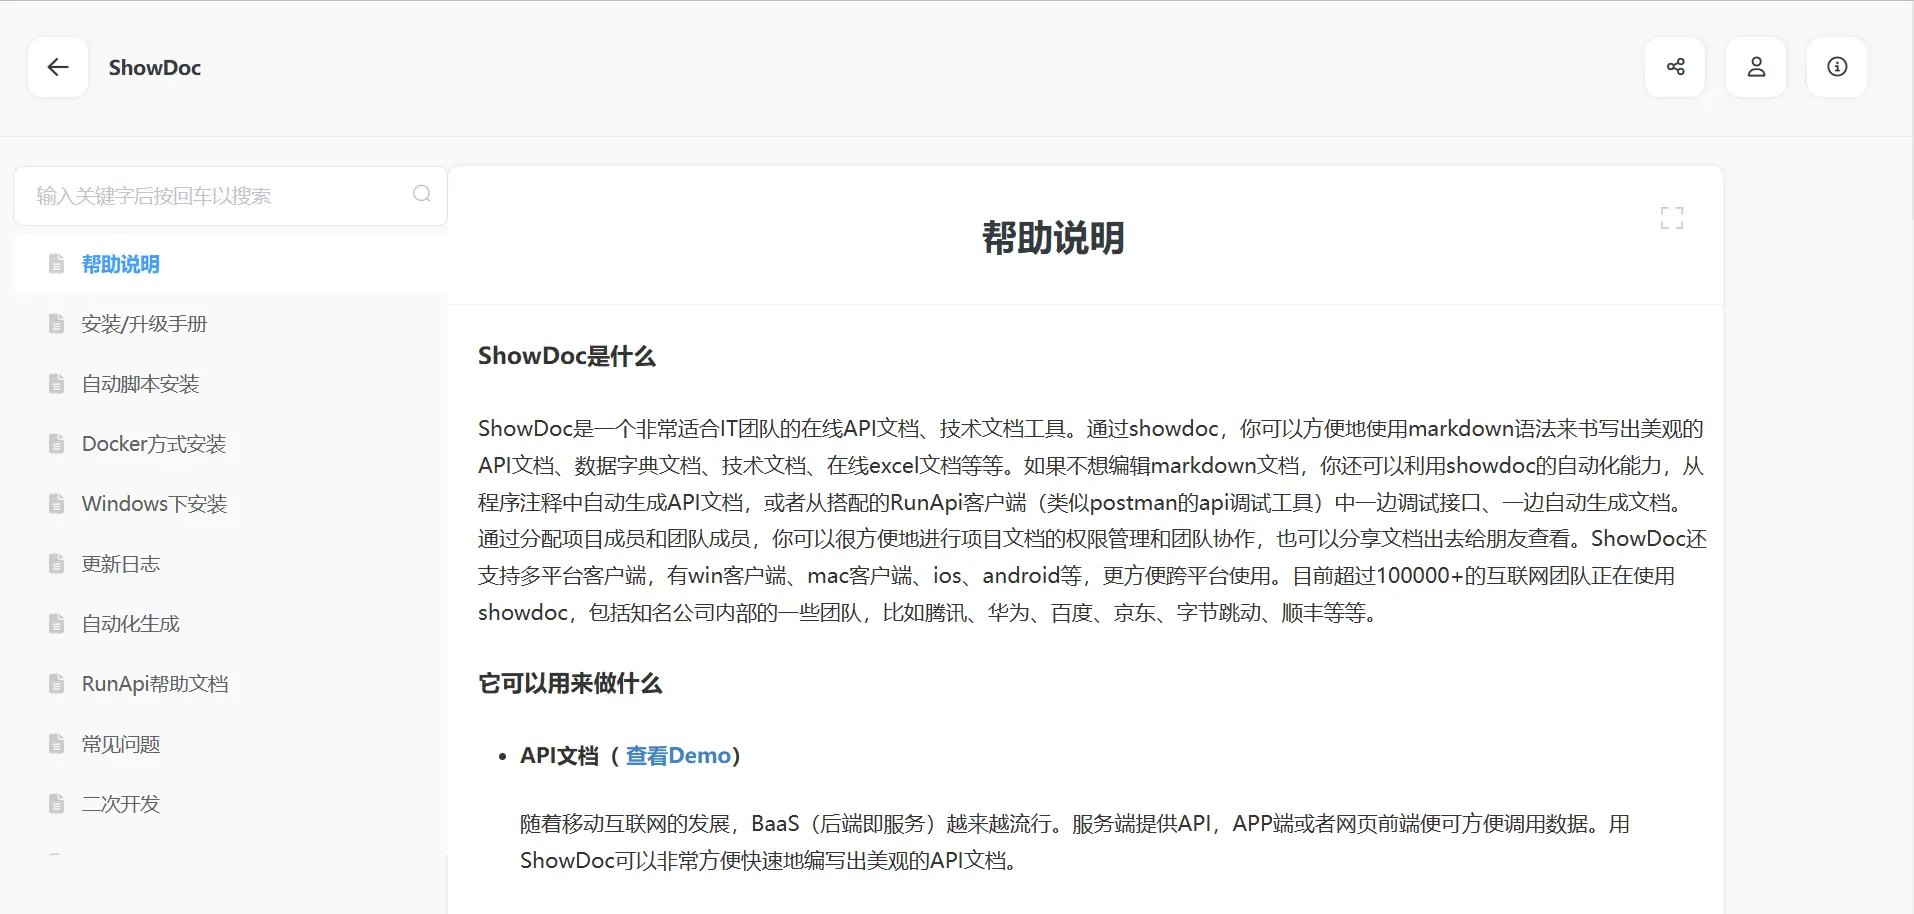 ShowDoc
输入关键字后按回车以搜索
帮助说明
安装/升级手册
自动脚本安装
Docker方式安装
Windows下安装
更新日志
自动化生成
RunApi帮助文档
常见问题
二次开发
帮助说明
ShowDoc是什么
ShowDoc是一个非常适合IT团队的在线API文档、技术文档工具。通过showdoc，你可以方便地使用markdown语法来书写出美观的
API文档、数据字典文档、技术文档、在线excel文档等等。如果不想编辑markdown文档，你还可以利用showdoc的自动化能力，从
程序注释中自动生成API文档，或者从搭配的RunApi客户端（类似postman的api调试工具）中一边调试接口、一边自动生成文档。
通过分配项目成员和团队成员，你可以很方便地进行项目文档的权限管理和团队协作，也可以分享文档出去给朋友查看。ShowDoc还
支持多平台客户端，有win客户端、mac客户端、ios、android等，更方便跨平台使用。目前超过100000+的互联网团队正在使用
showdoc，包括知名公司内部的一些团队，比如腾讯、华为、百度、京东、字节跳动、顺丰等等。
它可以用来做什么
• API文档（ 查看Demo）
随着移动互联网的发展，BaaS（后端即服务）越来越流行。服务端提供API，APP端或者网页前端便可方便调用数据。用
ShowDoc可以非常方便快速地编写出美观的API文档。